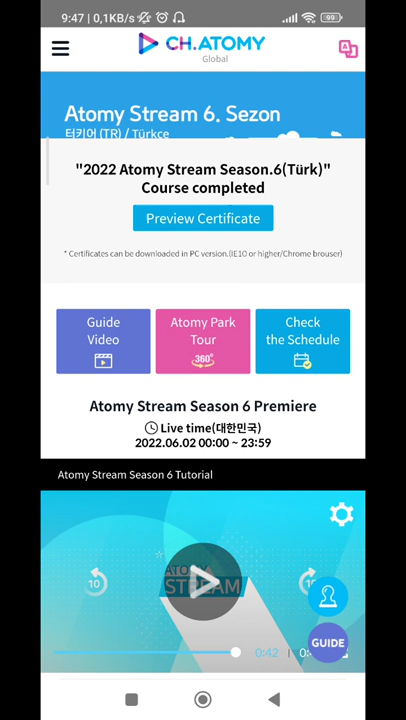 9:47 | 0,1KB/s
99
CH.ATOMY
Global
Atomy Stream 6. Sezon
터키어 (TR) / Türkçe
"2022 Atomy Stream Season.6(Türk)"
Course completed
Preview Certificate
* Certificates can be downloaded in PC version.(IE10 or higher/Chrome brouser)
Guide
Video
Atomy Park
Tour
360°
Check
the Schedule
Atomy Stream Season 6 Premiere
Live time(대한민국)
2022.06.02 00:00 ~ 23:59
Atomy Stream Season 6 Tutorial
10
10
ATOMY
STREAM
GUIDE
0:42 |